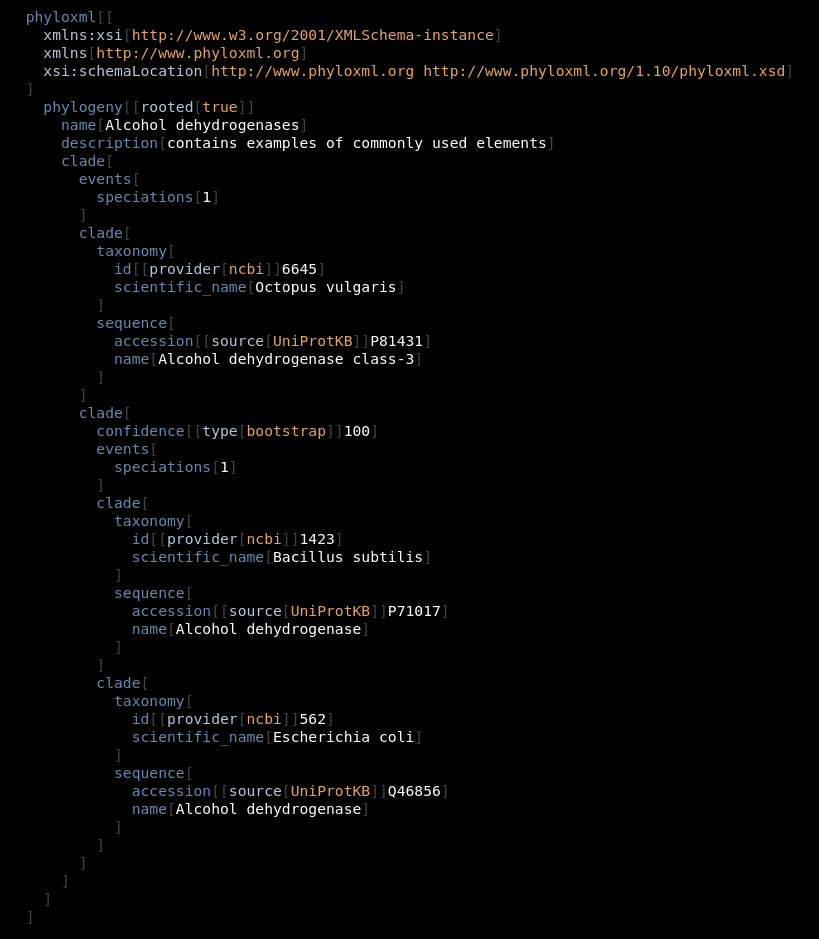 phyloxml[[
xmlns:xsi[http://www.w3.org/2001/XMLSchema-instance]
xmlns[http://www.phyloxml.org]
xsi:schemaLocation[http://www.phyloxml.org http://www.phyloxml.org/1.10/phyloxml.xsd]
]
phylogeny[[rooted[true]]
name[Alcohol dehydrogenases]
description[contains examples of commonly used elements]
clade[
events[
speciations[1]
]
clade[
taxonomy[
id[[provider[ncbi]]6645]
scientific_name[Octopus vulgaris]
]
sequence[
accession[[source[UniProtKB]]P81431]
name[Alcohol dehydrogenase class-3]
]
]
clade[
confidence[[type[bootstrap]]100]
events[
speciations[1]
]
clade[
taxonomy[
id[[provider[ncbi]]1423]
scientific_name[Bacillus subtilis]
]
sequence[
accession[[source[UniProtKB]]P71017]
name[Alcohol dehydrogenase]
]
]
clade[
taxonomy[
id[[provider[ncbi]]562]
scientific_name[Escherichia coli]
]
sequence[
accession[[source[UniProtKB]]Q46856]
name[Alcohol dehydrogenase]
]
]
]
]
]
]